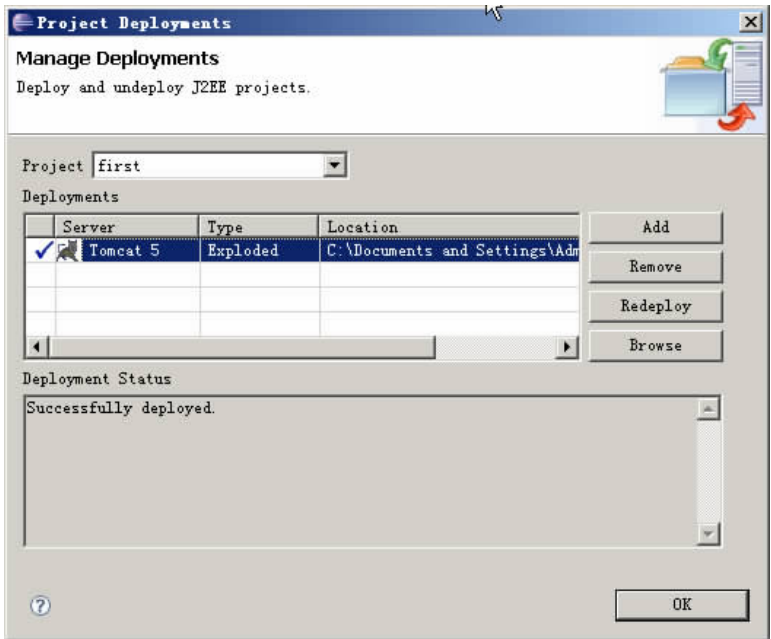 Project Deployments
Manage Deployments
Deploy and undeploy J2EE projects.
Project first
Deployments
Server Type Location
Tomcat 5 Exploded C:\Documents and Settings\Adm
Add
Remove
Redeploy
Browse
Deployment Status
Successfully deployed.
?
OK